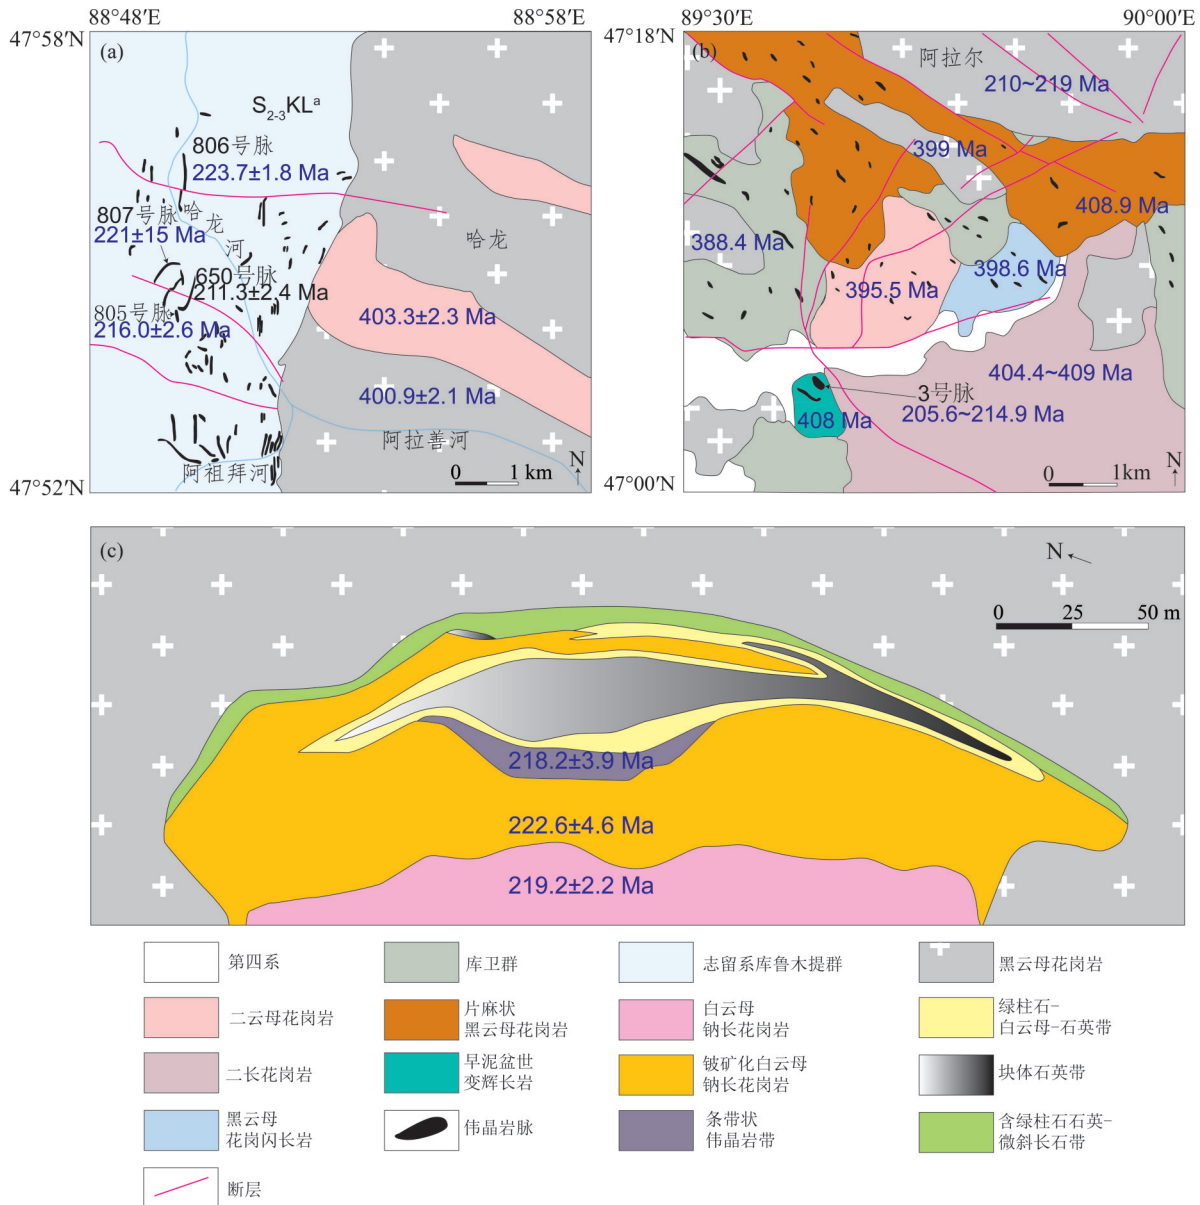 88°48′E
88°58′E
47°58′N
47°52′N
(a)
S₂₋₃KLᵃ
806号脉
223.7±1.8 Ma
807号脉
221±15 Ma
哈龙河
650号脉
211.3±2.4 Ma
805号脉
216.0±2.6 Ma
哈龙
403.3±2.3 Ma
400.9±2.1 Ma
阿拉善河
阿祖拜河
0 1 km
N
89°30′E
90°00′E
47°18′N
47°00′N
(b)
阿拉尔
210~219 Ma
399 Ma
408.9 Ma
388.4 Ma
398.6 Ma
395.5 Ma
404.4~409 Ma
3号脉
205.6~214.9 Ma
408 Ma
0 1km
N
(c)
N
0 25 50 m
218.2±3.9 Ma
222.6±4.6 Ma
219.2±2.2 Ma
第四系
库卫群
志留系库鲁木提群
黑云母花岗岩
二云母花岗岩
片麻状
黑云母花岗岩
白云母
钠长花岗岩
绿柱石-
白云母-石英带
二长花岗岩
早泥盆世
变辉长岩
铍矿化白云母
钠长花岗岩
块体石英带
黑云母
花岗闪长岩
伟晶岩脉
条带状
伟晶岩带
含绿柱石石英-
微斜长石带
断层